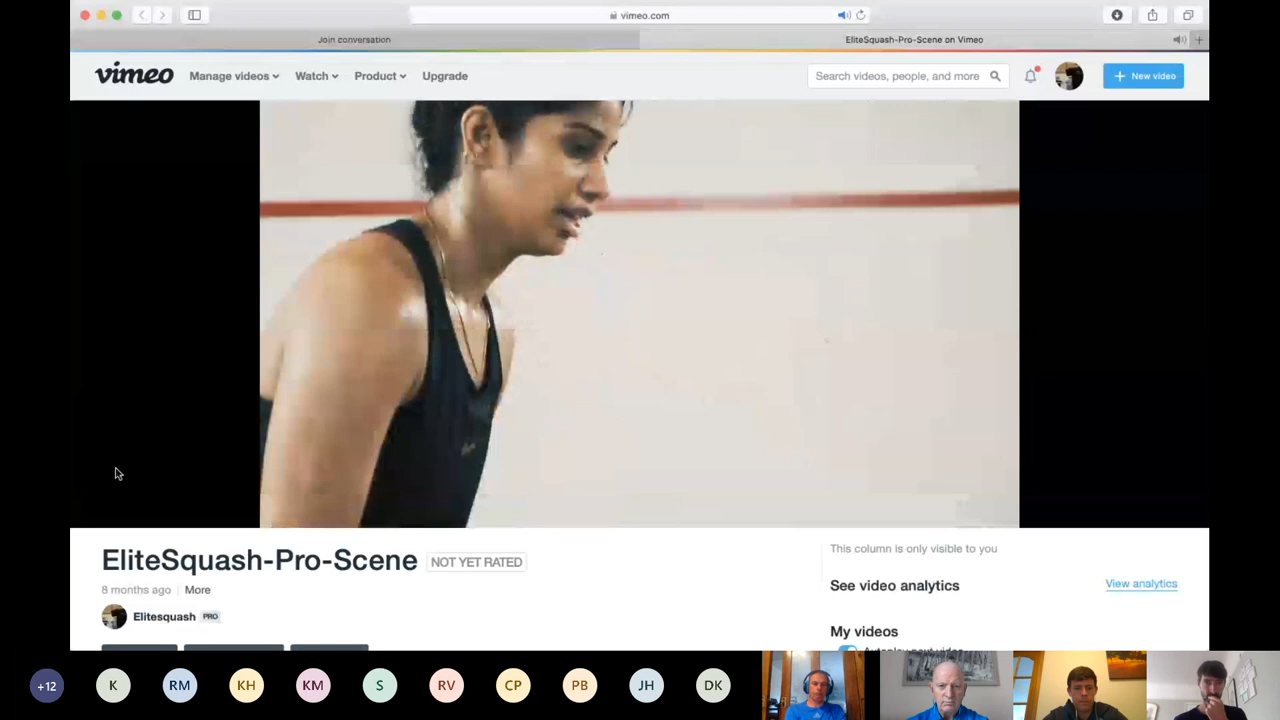 vimeo.com
Join conversation
EliteSquash-Pro-Scene on Vimeo
vimeo
Manage videos
Watch
Product
Upgrade
Search videos, people, and more
New video
EliteSquash-Pro-Scene
NOT YET RATED
8 months ago
More
Elitesquash
PRO
This column is only visible to you
See video analytics
View analytics
My videos
Autoplay next video
+12
K
RM
KH
KM
S
RV
CP
PB
JH
DK